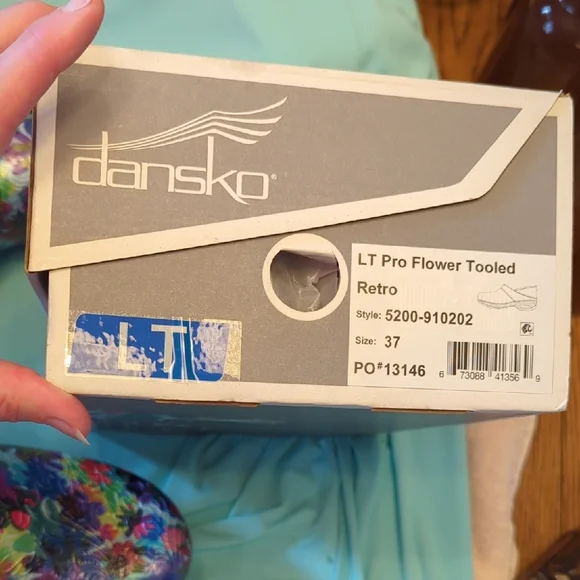 dansko®
LT Pro Flower Tooled
Retro
Style: 5200-910202
Size: 37
PO#13146
6 73088 41356 9
LT